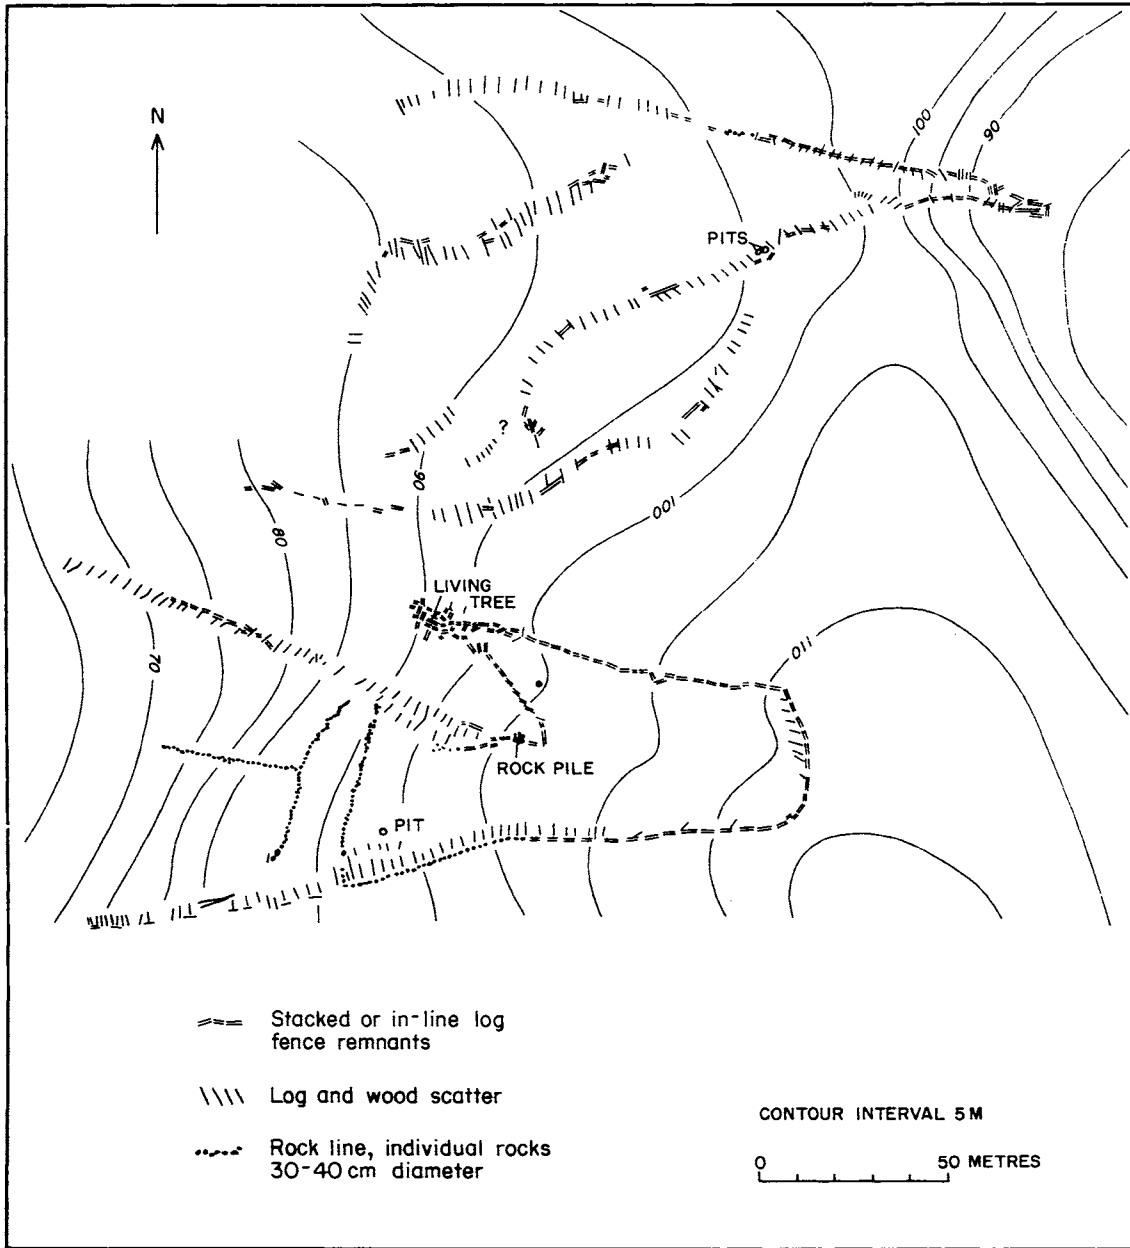 N
100
90
PITS
?
90
100
80
LIVING
TREE
110
70
ROCK PILE
PIT
Stacked or in-line log
fence remnants
Log and wood scatter
CONTOUR INTERVAL 5 M
Rock line, individual rocks
30-40 cm diameter
0 50 METRES